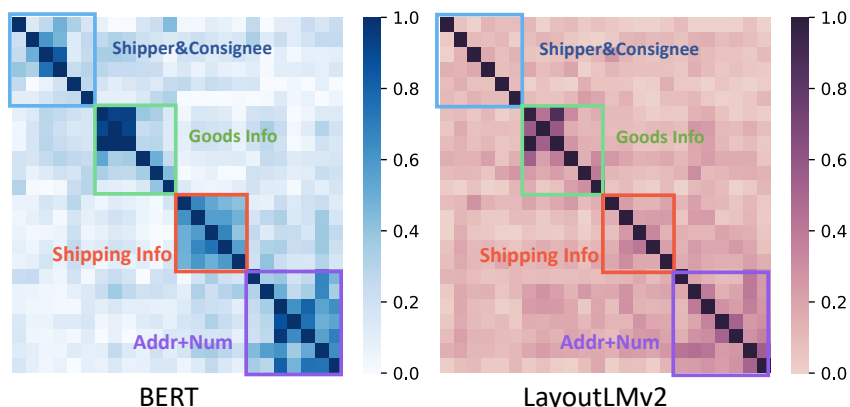 1.0
0.8
0.6
0.4
0.2
0.0
Shipper&Consignee
Goods Info
Shipping Info
Addr+Num
BERT
1.0
0.8
0.6
0.4
0.2
0.0
Shipper&Consignee
Goods Info
Shipping Info
Addr+Num
LayoutLMv2